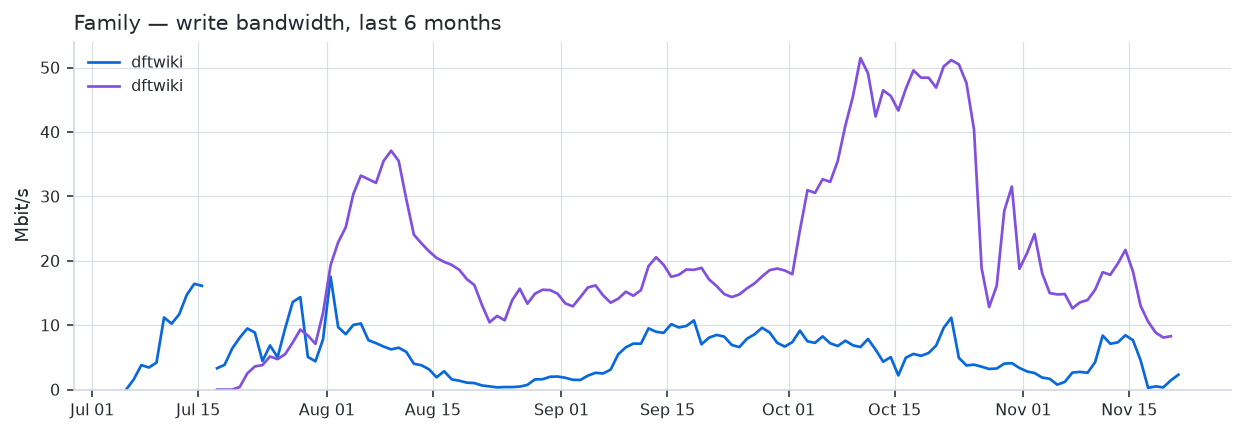 Family — write bandwidth, last 6 months
dftwiki
dftwiki
Mbit/s
50
40
30
20
10
0
Jul 01 Jul 15 Aug 01 Aug 15 Sep 01 Sep 15 Oct 01 Oct 15 Nov 01 Nov 15